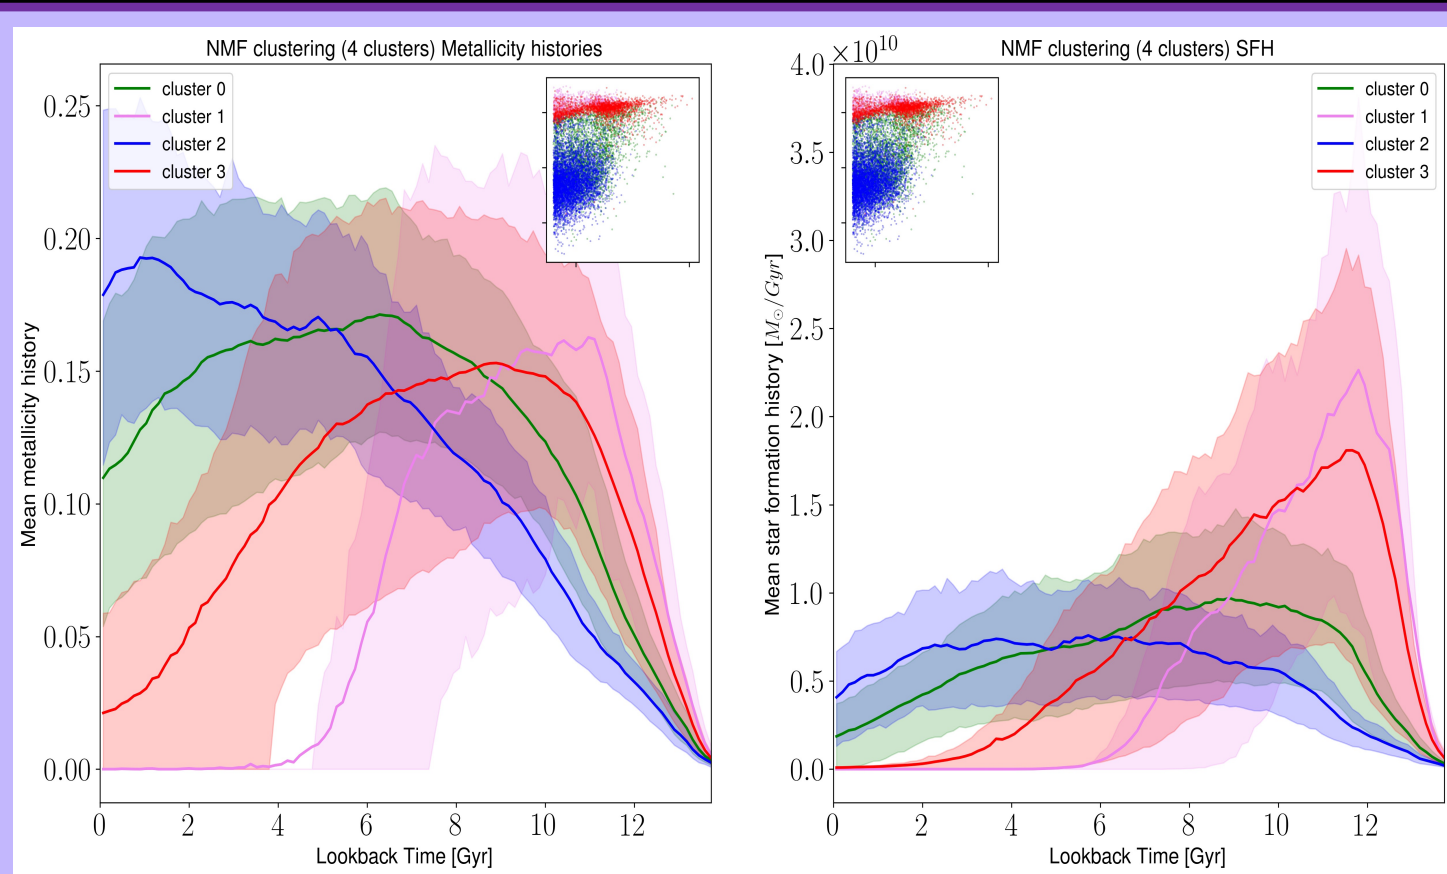 NMF clustering (4 clusters) Metallicity histories
cluster 0
cluster 1
cluster 2
cluster 3
0.25
0.20
0.15
0.10
0.05
0.00
Mean metallicity history
0 2 4 6 8 10 12
Lookback Time [Gyr]
×10¹⁰
NMF clustering (4 clusters) SFH
cluster 0
cluster 1
cluster 2
cluster 3
4.0
3.5
3.0
2.5
2.0
1.5
1.0
0.5
0.0
Mean star formation history [M⊙/Gyr]
0 2 4 6 8 10 12
Lookback Time [Gyr]